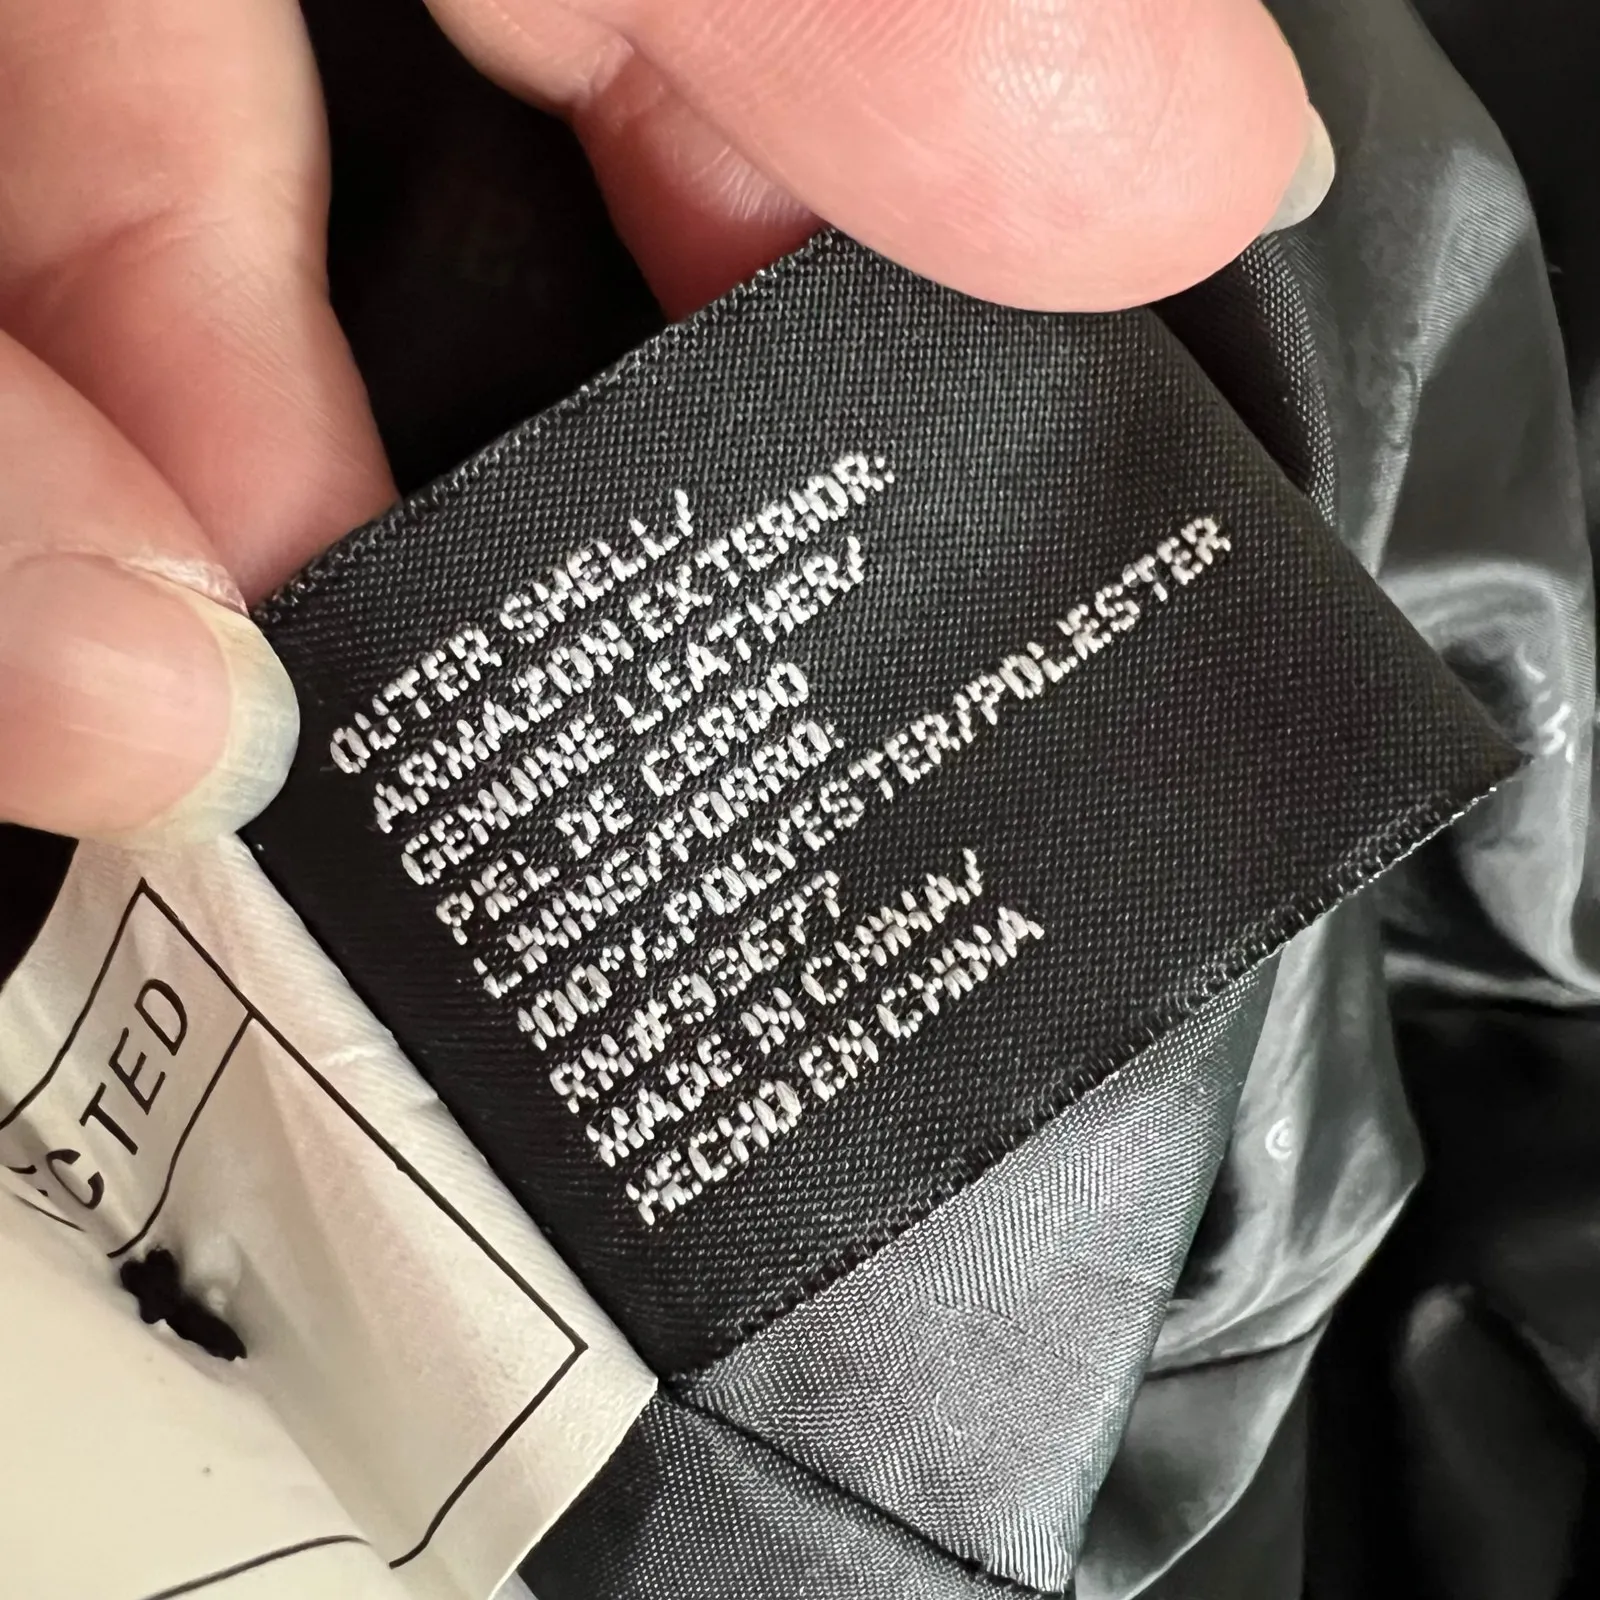 OUTER SHELL/
ARMAZON EXTERIOR:
GENUINE LEATHER/
PIEL DE CERDO
LINING/FORRO:
100% POLYESTER/POLIESTER
RN#93677
MADE IN CHINA/
HECHO EN CHINA
CTED